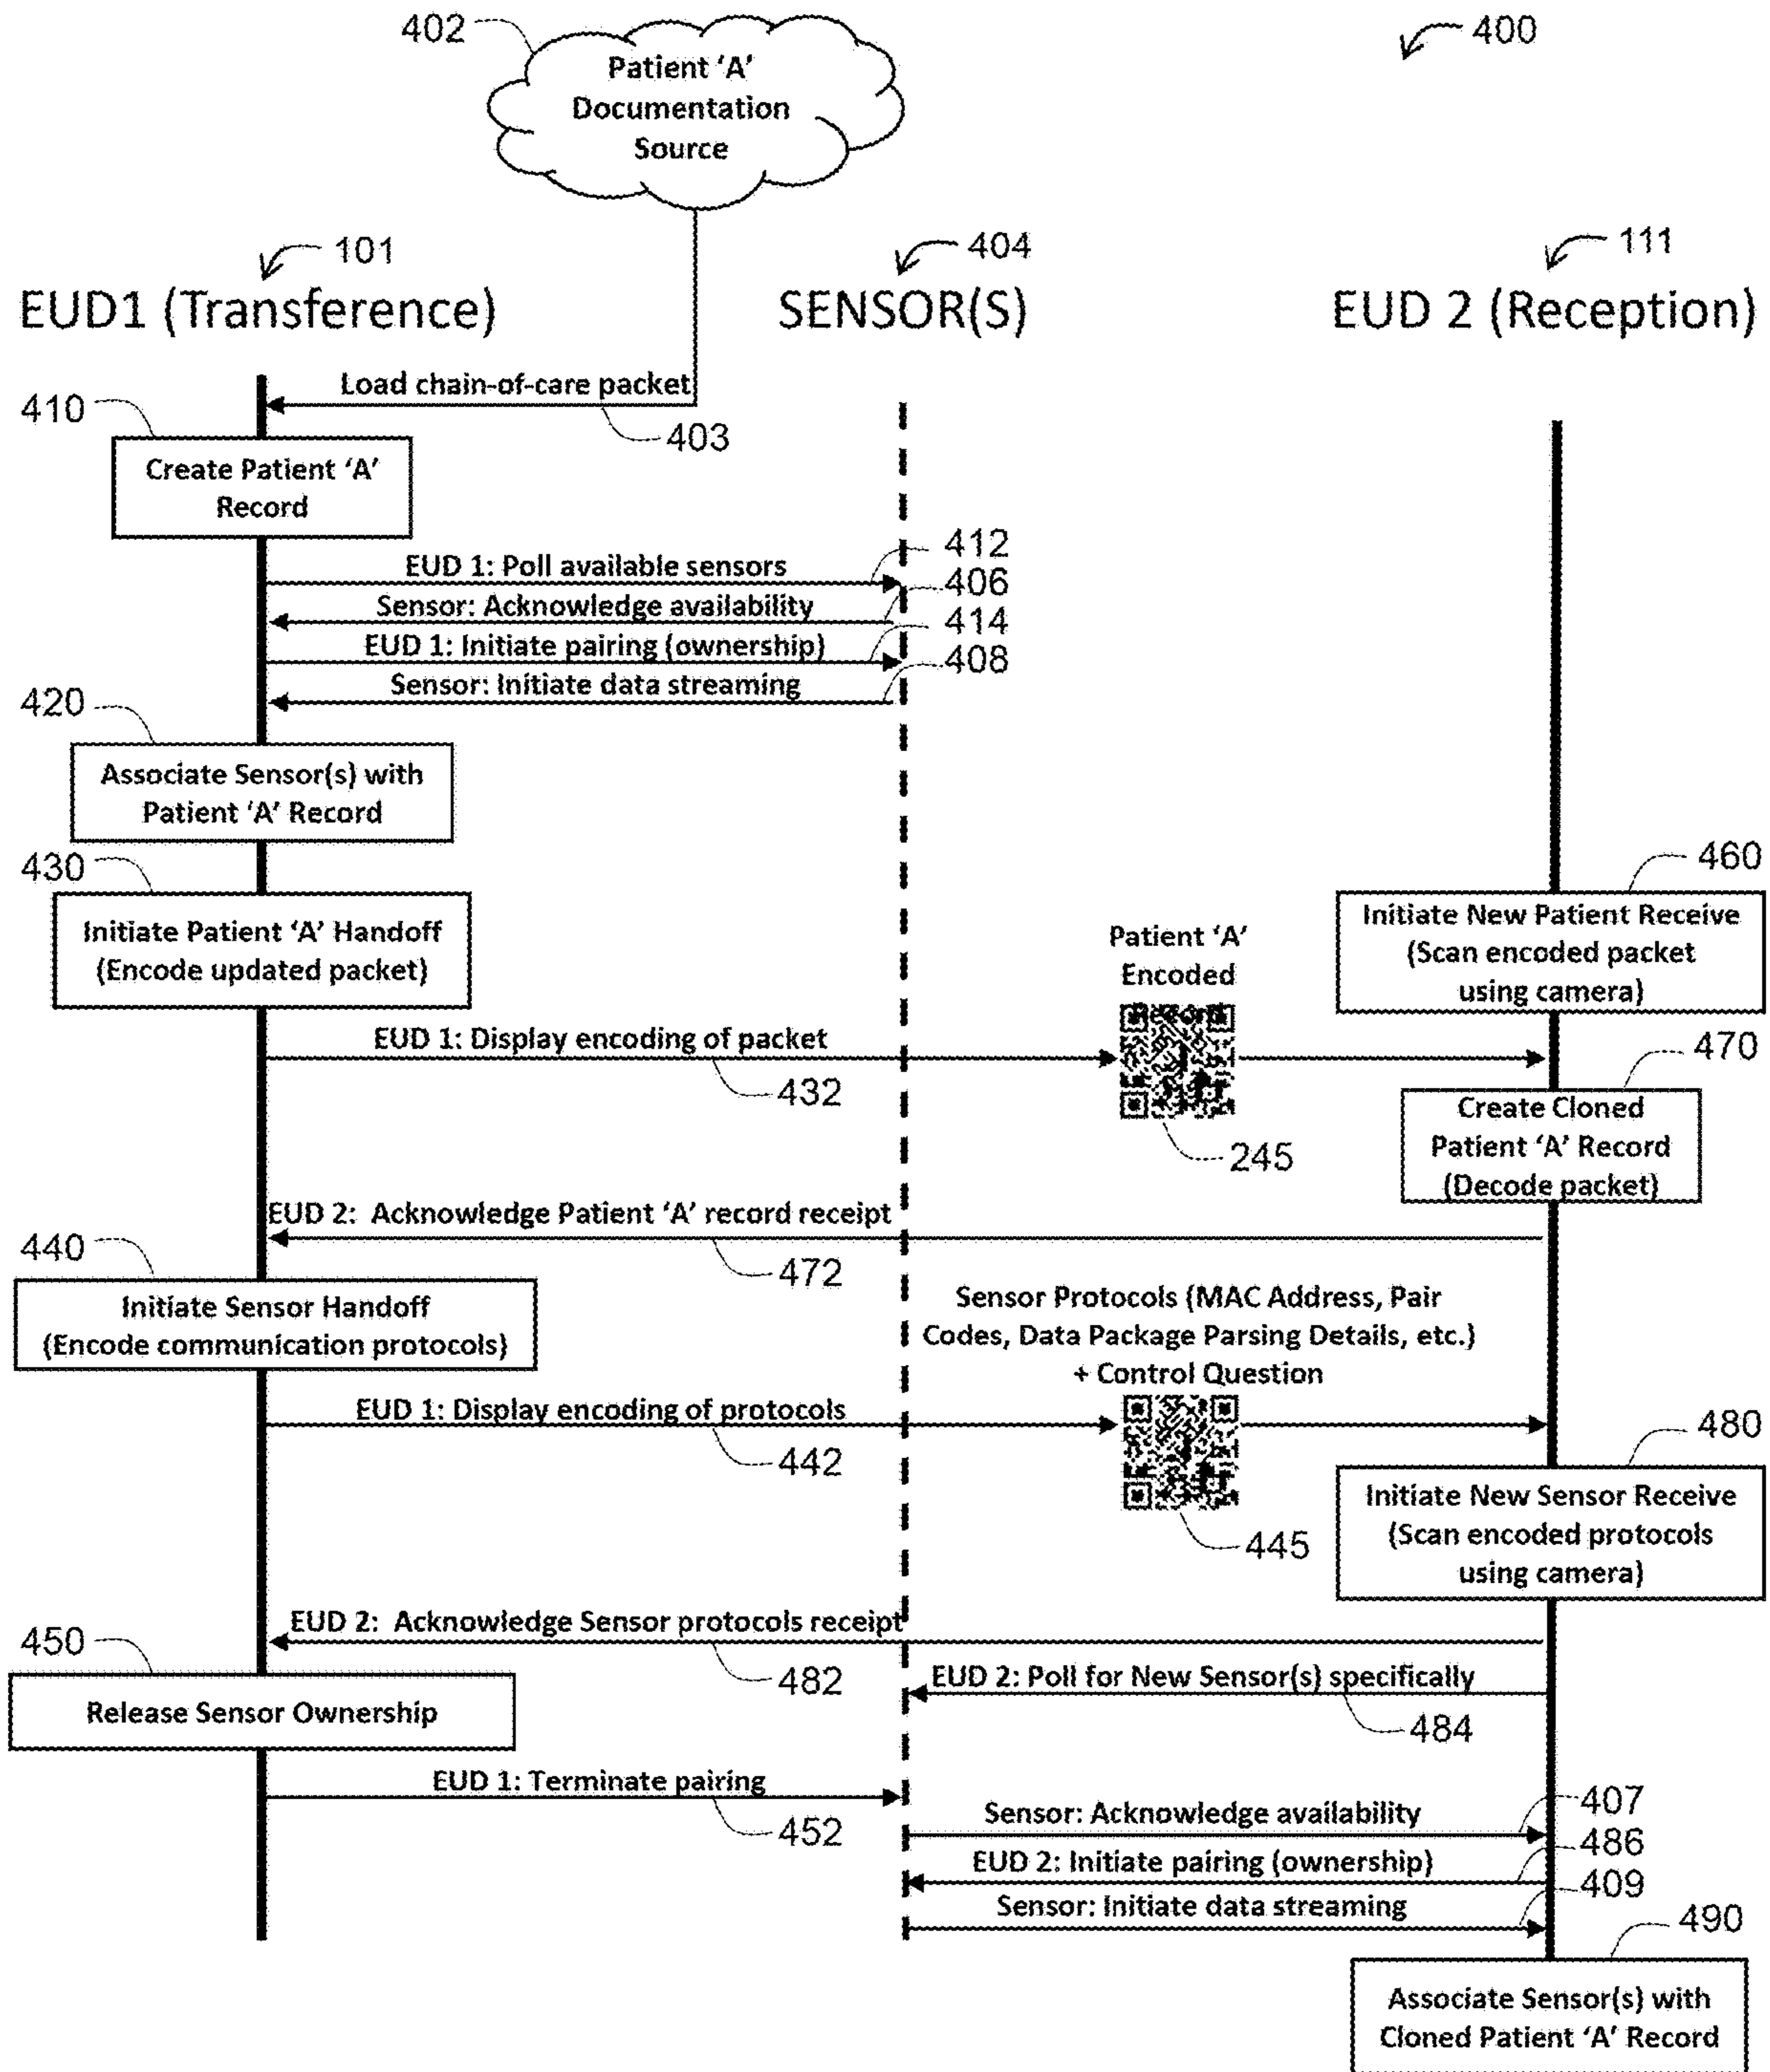 402
400
Patient ‘A’
Documentation
Source
101
404
111
EUD1 (Transference)
SENSOR(S)
EUD 2 (Reception)
Load chain-of-care packet
403
410
Create Patient ‘A’
Record
412
EUD 1: Poll available sensors
406
Sensor: Acknowledge availability
414
EUD 1: Initiate pairing (ownership)
408
Sensor: Initiate data streaming
420
Associate Sensor(s) with
Patient ‘A’ Record
430
Initiate Patient ‘A’ Handoff
(Encode updated packet)
460
Initiate New Patient Receive
(Scan encoded packet
using camera)
Patient ‘A’
Encoded
Record
EUD 1: Display encoding of packet
432
245
470
Create Cloned
Patient ‘A’ Record
(Decode packet)
EUD 2: Acknowledge Patient ‘A’ record receipt
472
440
Initiate Sensor Handoff
(Encode communication protocols)
Sensor Protocols (MAC Address, Pair
Codes, Data Package Parsing Details, etc.)
+ Control Question
EUD 1: Display encoding of protocols
442
445
480
Initiate New Sensor Receive
(Scan encoded protocols
using camera)
EUD 2: Acknowledge Sensor protocols receipt
482
450
Release Sensor Ownership
EUD 2: Poll for New Sensor(s) specifically
484
EUD 1: Terminate pairing
452
Sensor: Acknowledge availability
407
EUD 2: Initiate pairing (ownership)
486
Sensor: Initiate data streaming
409
490
Associate Sensor(s) with
Cloned Patient ‘A’ Record